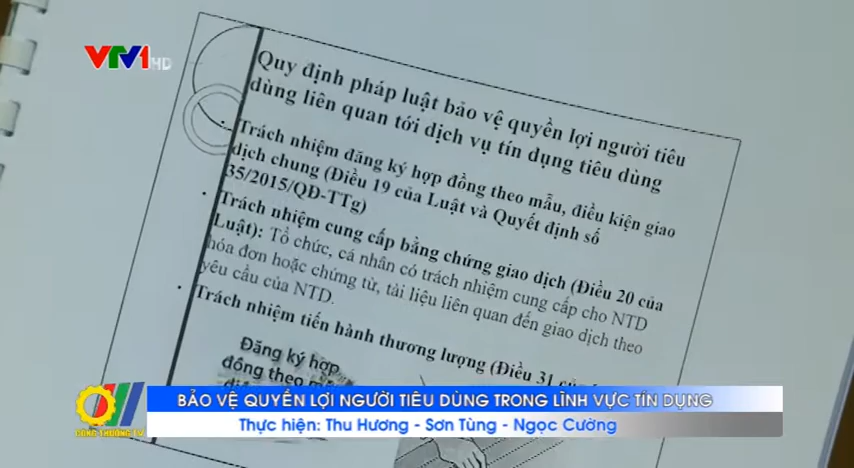 VTV1 HD
Quy định pháp luật bảo vệ quyền lợi người tiêu
dùng liên quan tới dịch vụ tín dụng tiêu dùng
• Trách nhiệm đăng ký hợp đồng theo mẫu, điều kiện giao
dịch chung (Điều 19 của Luật và Quyết định số
35/2015/QĐ-TTg)
• Trách nhiệm cung cấp bằng chứng giao dịch (Điều 20 của
Luật): Tổ chức, cá nhân có trách nhiệm cung cấp cho NTD
hóa đơn hoặc chứng từ, tài liệu liên quan đến giao dịch theo
yêu cầu của NTD.
• Trách nhiệm tiến hành thương lượng (Điều 31
Đăng ký hợp
đồng theo
CÔNG THƯƠNG TV
BẢO VỆ QUYỀN LỢI NGƯỜI TIÊU DÙNG TRONG LĨNH VỰC TÍN DỤNG
Thực hiện: Thu Hương - Sơn Tùng - Ngọc Cường